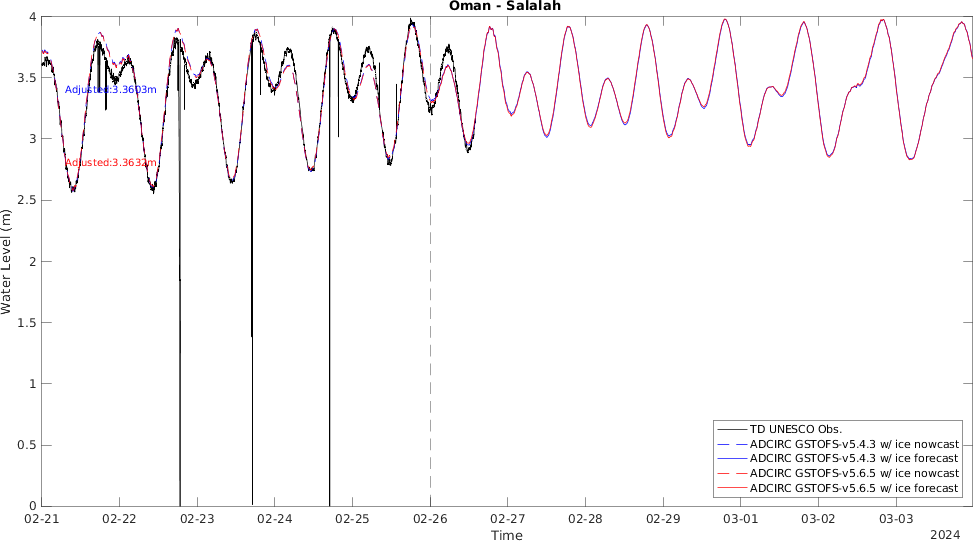 Oman - Salalah
4
3.5
3
2.5
2
1.5
1
0.5
0
Water Level (m)
Adjusted:3.3603m
Adjusted:3.3632m
TD UNESCO Obs.
ADCIRC GSTOFS-v5.4.3 w/ ice nowcast
ADCIRC GSTOFS-v5.4.3 w/ ice forecast
ADCIRC GSTOFS-v5.6.5 w/ ice nowcast
ADCIRC GSTOFS-v5.6.5 w/ ice forecast
02-21 02-22 02-23 02-24 02-25 02-26 02-27 02-28 02-29 03-01 03-02 03-03
Time
2024